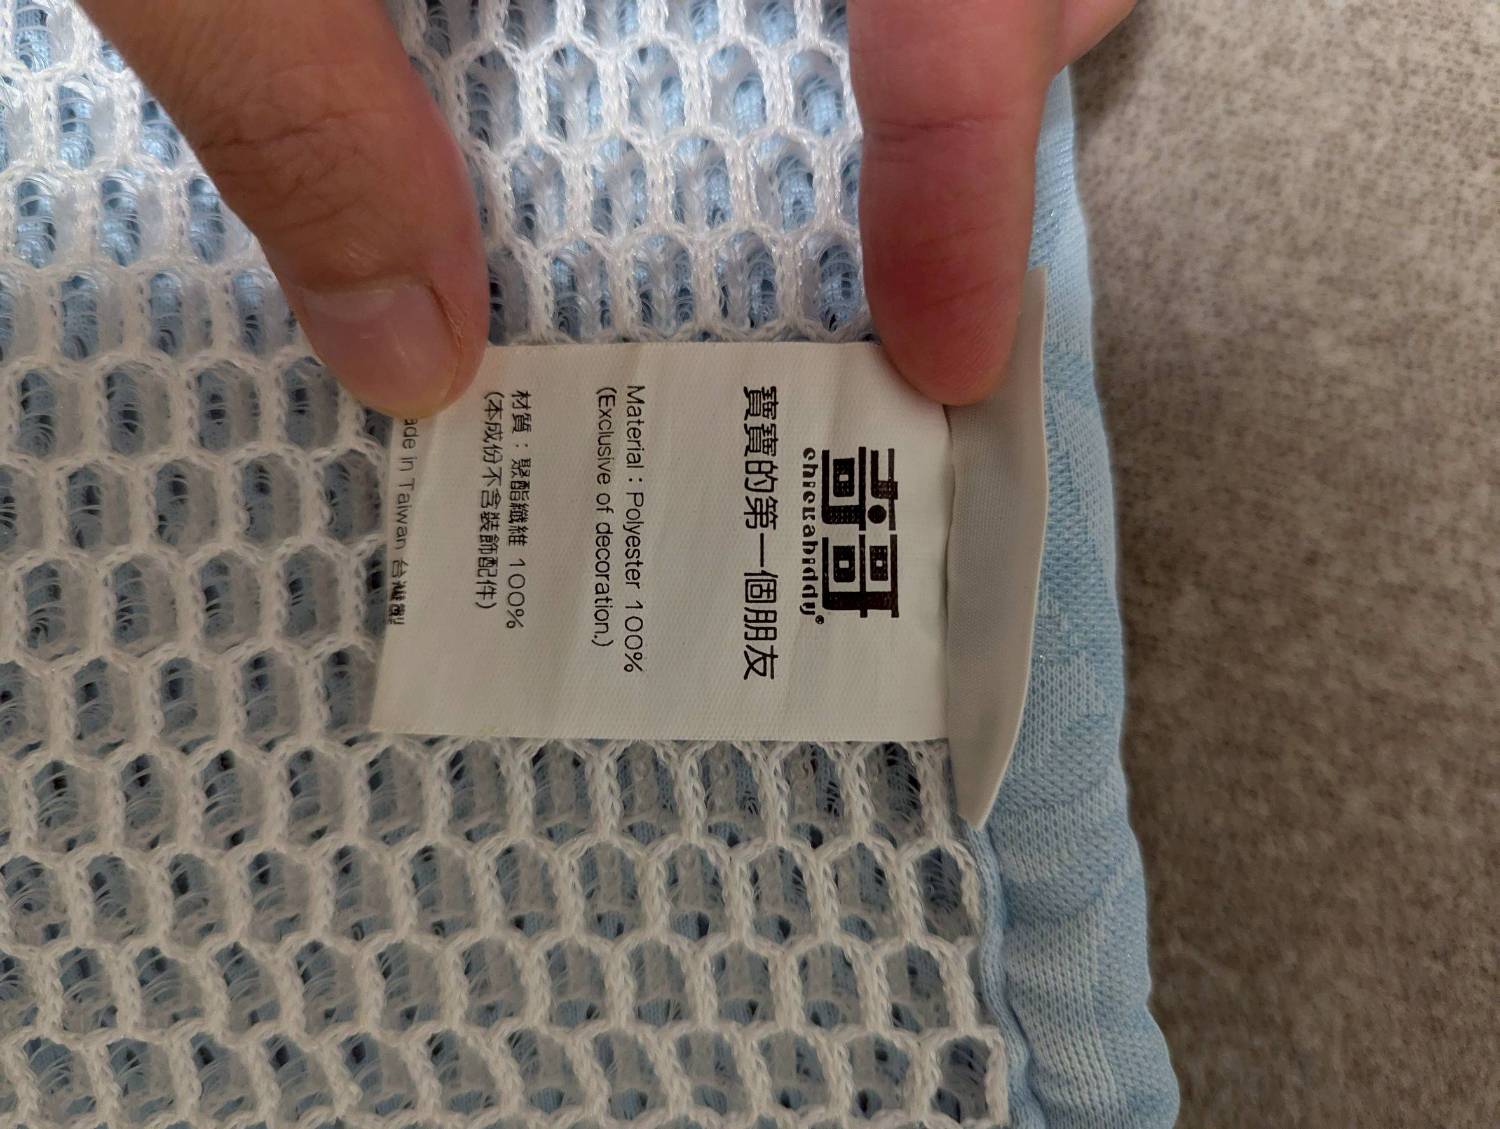 奇哥
chickabiddy®
寶寶的第一個朋友
Material：Polyester 100%
(Exclusive of decoration.)
材質：聚酯纖維 100%
(本成份不含裝飾配件)
ade in Taiwan 台灣製